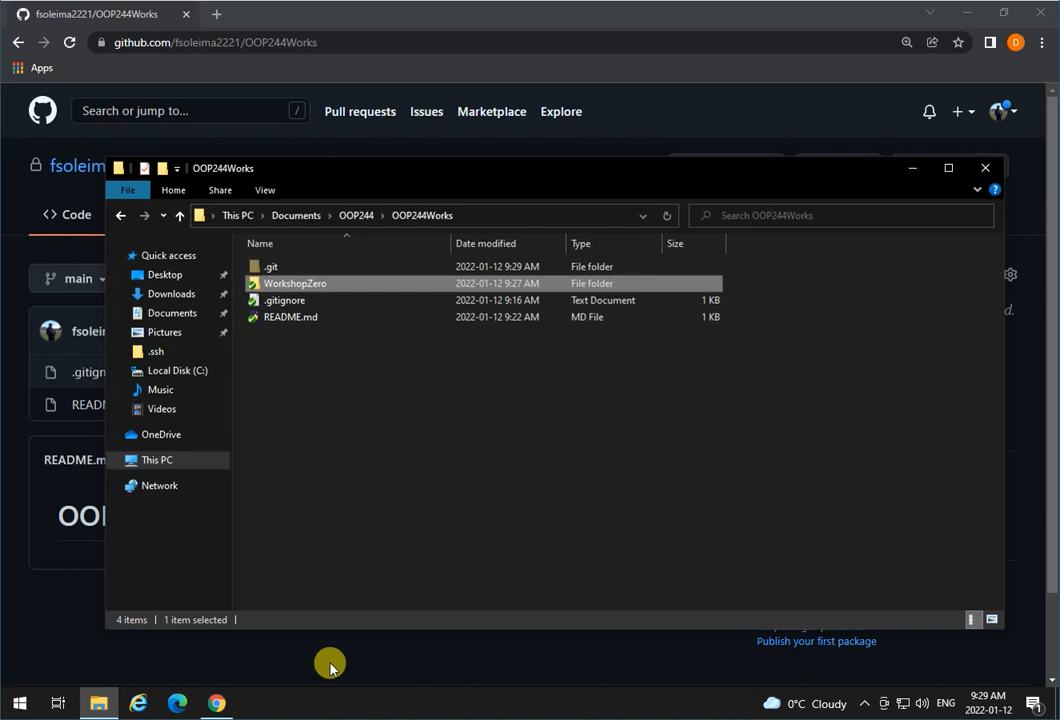 fsoleima2221/OOP244Works
github.com/fsoleima2221/OOP244Works
Apps
Search or jump to...
/
Pull requests
Issues
Marketplace
Explore
fsoleim
Code
main
fsoleir
.gitign
READ
README.m
OOP244Works
File
Home
Share
View
This PC > Documents > OOP244 > OOP244Works
Search OOP244Works
Name
Date modified
Type
Size
.git
2022-01-12 9:29 AM
File folder
WorkshopZero
2022-01-12 9:27 AM
File folder
.gitignore
2022-01-12 9:16 AM
Text Document
1 KB
README.md
2022-01-12 9:22 AM
MD File
1 KB
Quick access
Desktop
Downloads
Documents
Pictures
.ssh
Local Disk (C:)
Music
Videos
OneDrive
This PC
Network
4 items
1 item selected
d.
Publish your first package
0°C Cloudy
ENG
9:29 AM
2022-01-12
1
D